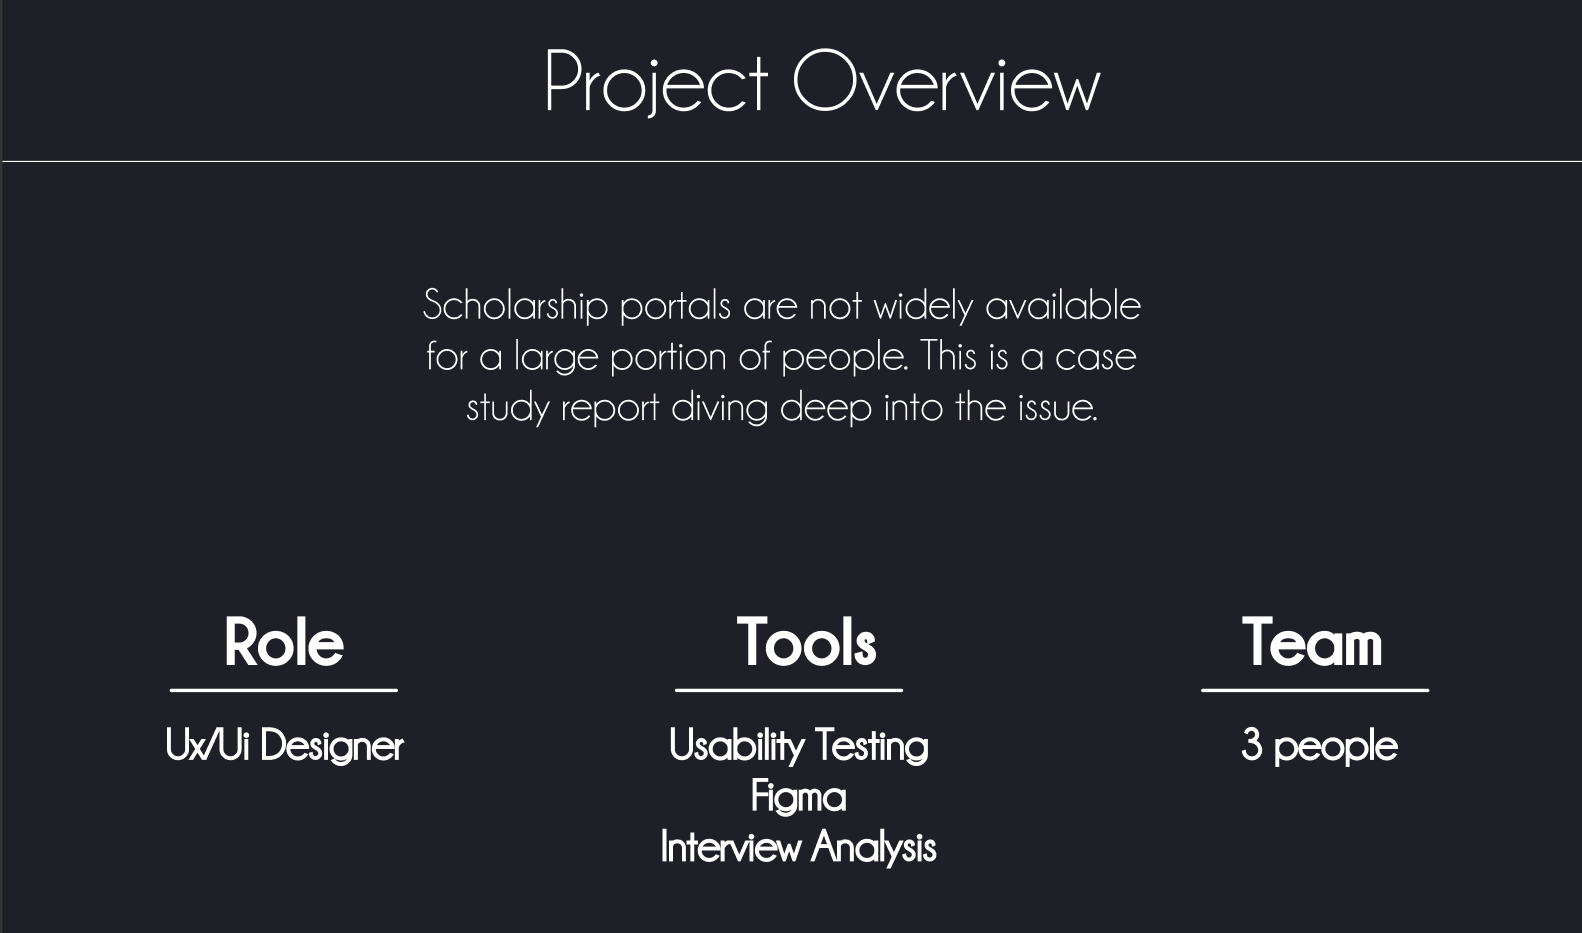 Project Overview
Scholarship portals are not widely available
for a large portion of people. This is a case
study report diving deep into the issue.
Role
Ux/Ui Designer
Tools
Usability Testing
Figma
Interview Analysis
Team
3 people